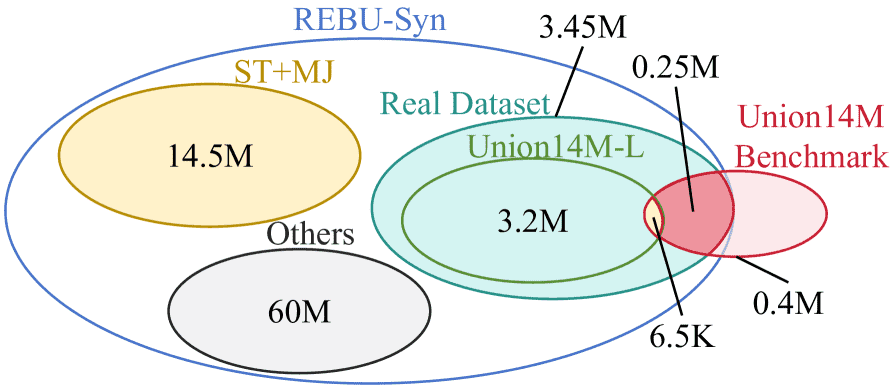 REBU-Syn
3.45M
ST+MJ
0.25M
Real Dataset
Union14M
Benchmark
Union14M-L
14.5M
3.2M
Others
60M
0.4M
6.5K